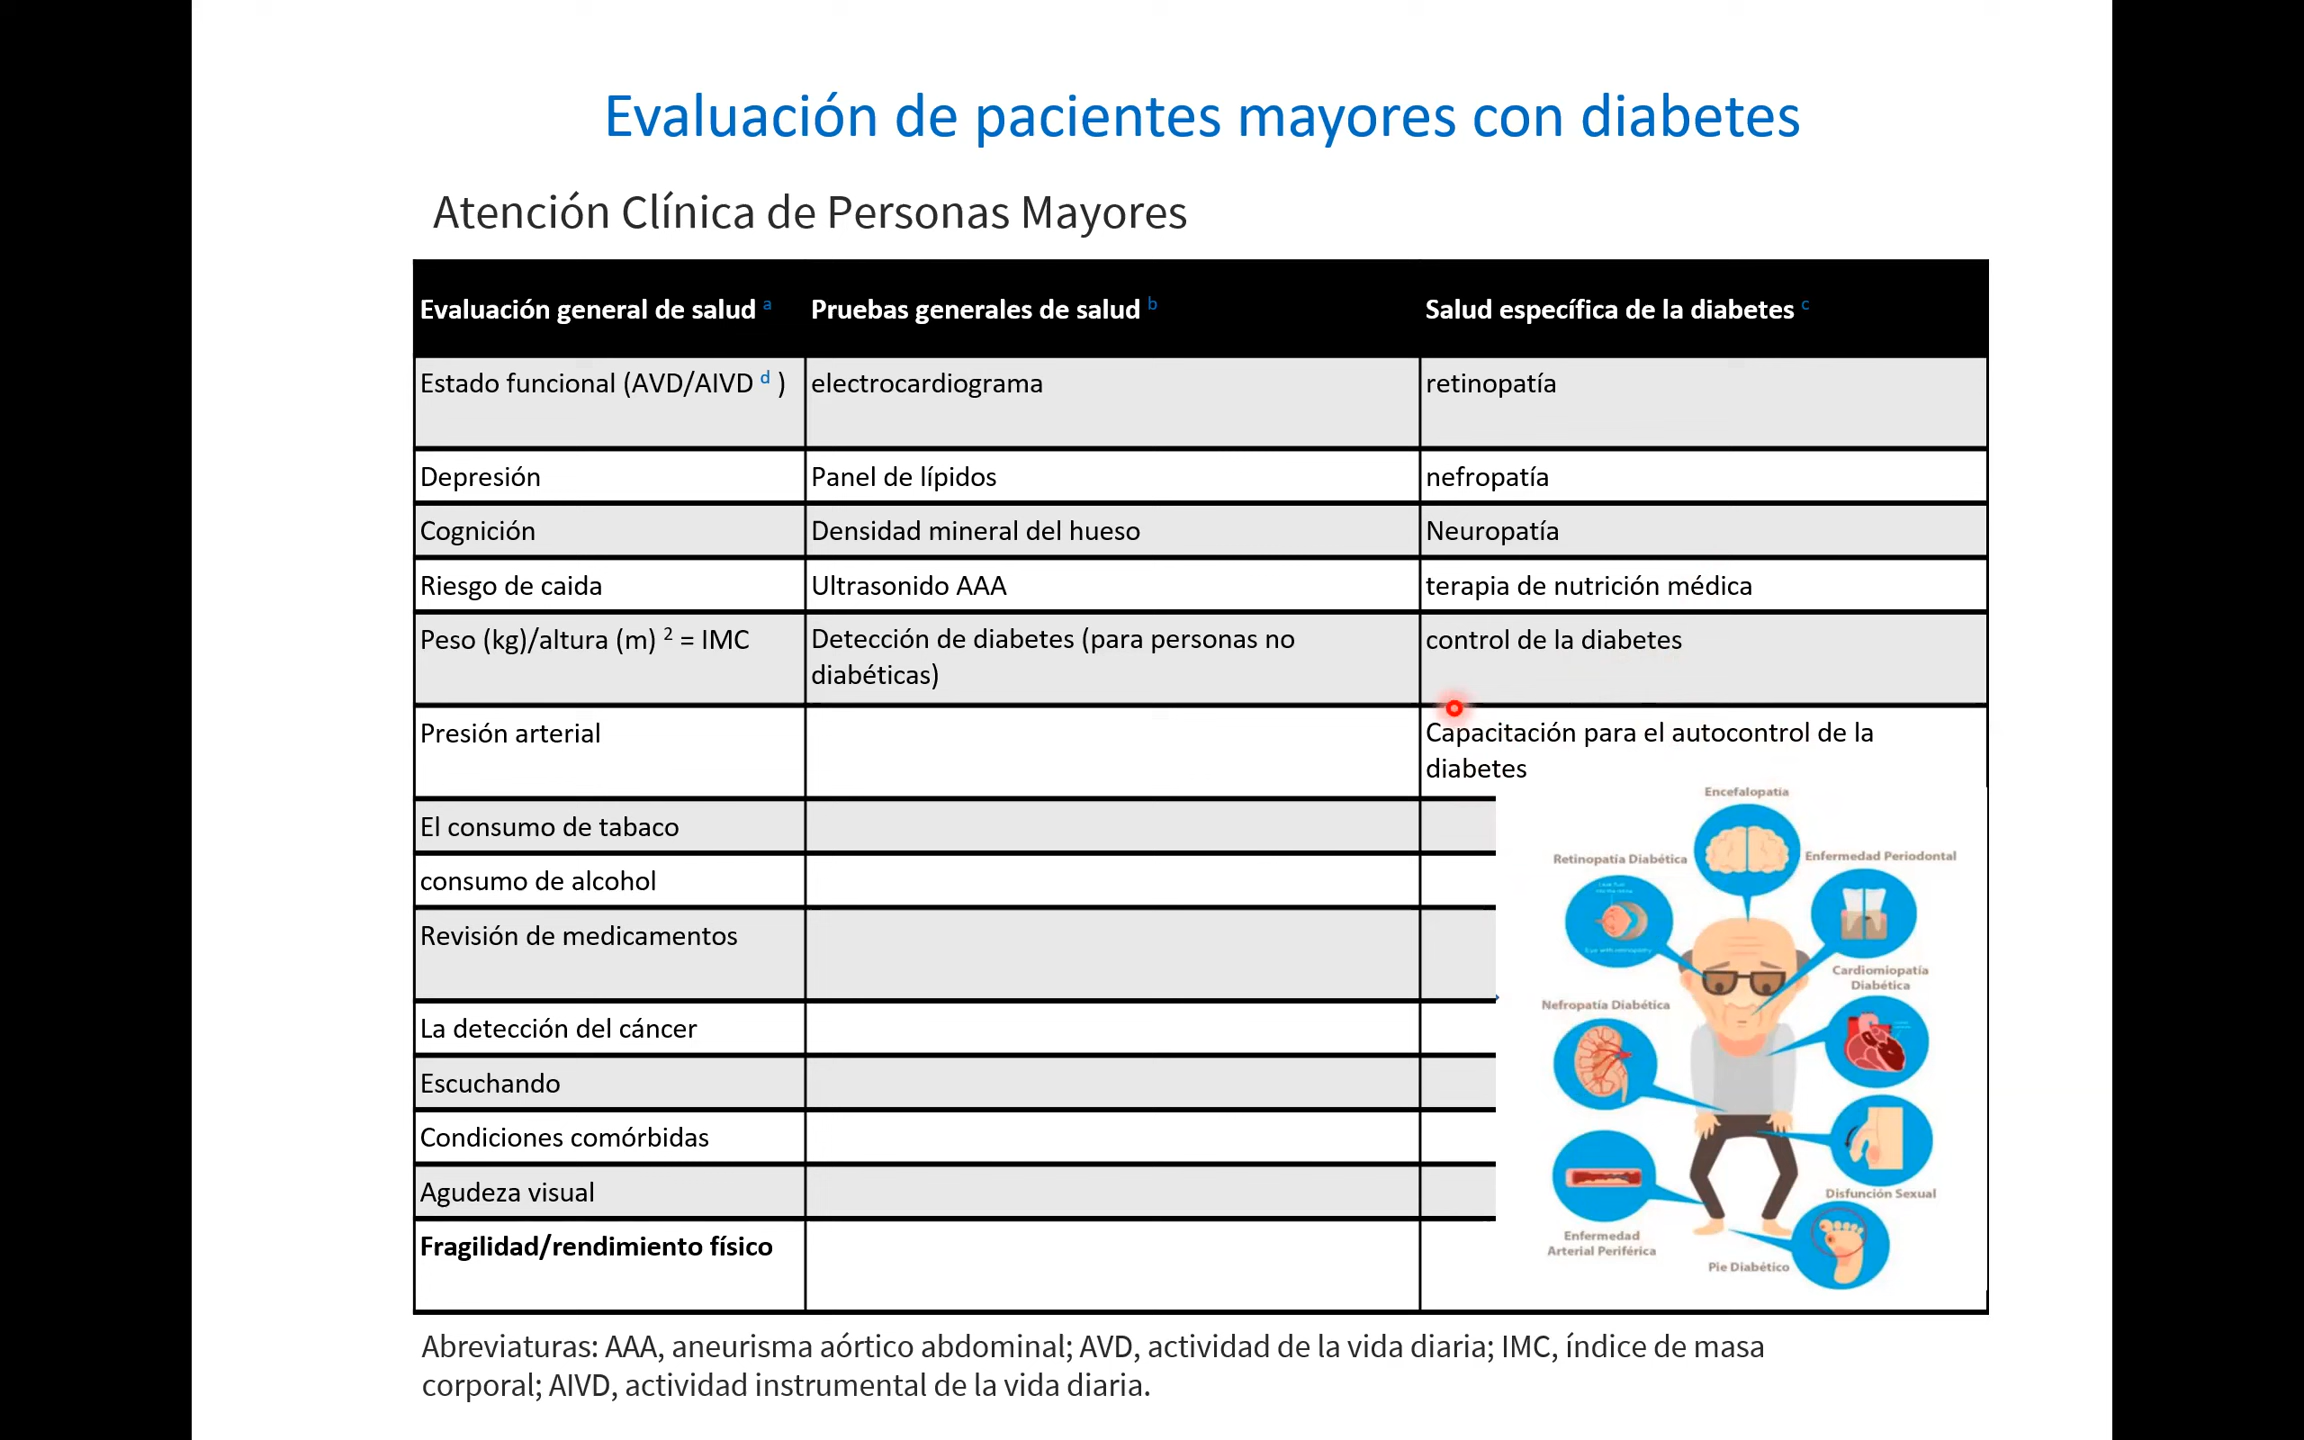 Evaluación de pacientes mayores con diabetes
Atención Clínica de Personas Mayores
Evaluación general de salud a
Pruebas generales de salud b
Salud específica de la diabetes c
Estado funcional (AVD/AIVD d )
electrocardiograma
retinopatía
Depresión
Panel de lípidos
nefropatía
Cognición
Densidad mineral del hueso
Neuropatía
Riesgo de caida
Ultrasonido AAA
terapia de nutrición médica
Peso (kg)/altura (m) 2 = IMC
Detección de diabetes (para personas no
diabéticas)
control de la diabetes
Presión arterial
Capacitación para el autocontrol de la
diabetes
El consumo de tabaco
consumo de alcohol
Revisión de medicamentos
La detección del cáncer
Escuchando
Condiciones comórbidas
Agudeza visual
Fragilidad/rendimiento físico
Encefalopatía
Retinopatía Diabética
Enfermedad Periodontal
Cardiomiopatía
Diabética
Nefropatía Diabética
Disfunción Sexual
Enfermedad
Arterial Periférica
Pie Diabético
Abreviaturas: AAA, aneurisma aórtico abdominal; AVD, actividad de la vida diaria; IMC, índice de masa
corporal; AIVD, actividad instrumental de la vida diaria.